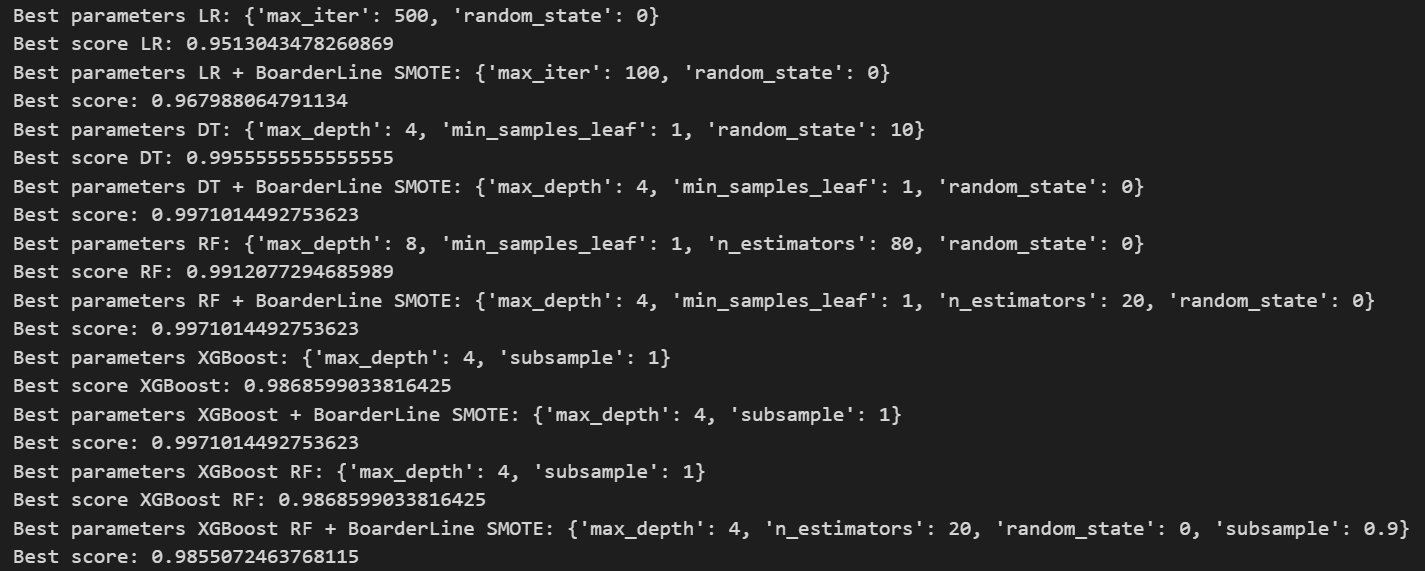 Best parameters LR: {'max_iter': 500, 'random_state': 0}
Best score LR: 0.9513043478260869
Best parameters LR + BoarderLine SMOTE: {'max_iter': 100, 'random_state': 0}
Best score: 0.967988064791134
Best parameters DT: {'max_depth': 4, 'min_samples_leaf': 1, 'random_state': 10}
Best score DT: 0.9955555555555555
Best parameters DT + BoarderLine SMOTE: {'max_depth': 4, 'min_samples_leaf': 1, 'random_state': 0}
Best score: 0.9971014492753623
Best parameters RF: {'max_depth': 8, 'min_samples_leaf': 1, 'n_estimators': 80, 'random_state': 0}
Best score RF: 0.9912077294685989
Best parameters RF + BoarderLine SMOTE: {'max_depth': 4, 'min_samples_leaf': 1, 'n_estimators': 20, 'random_state': 0}
Best score: 0.9971014492753623
Best parameters XGBoost: {'max_depth': 4, 'subsample': 1}
Best score XGBoost: 0.9868599033816425
Best parameters XGBoost + BoarderLine SMOTE: {'max_depth': 4, 'subsample': 1}
Best score: 0.9971014492753623
Best parameters XGBoost RF: {'max_depth': 4, 'subsample': 1}
Best score XGBoost RF: 0.9868599033816425
Best parameters XGBoost RF + BoarderLine SMOTE: {'max_depth': 4, 'n_estimators': 20, 'random_state': 0, 'subsample': 0.9}
Best score: 0.9855072463768115